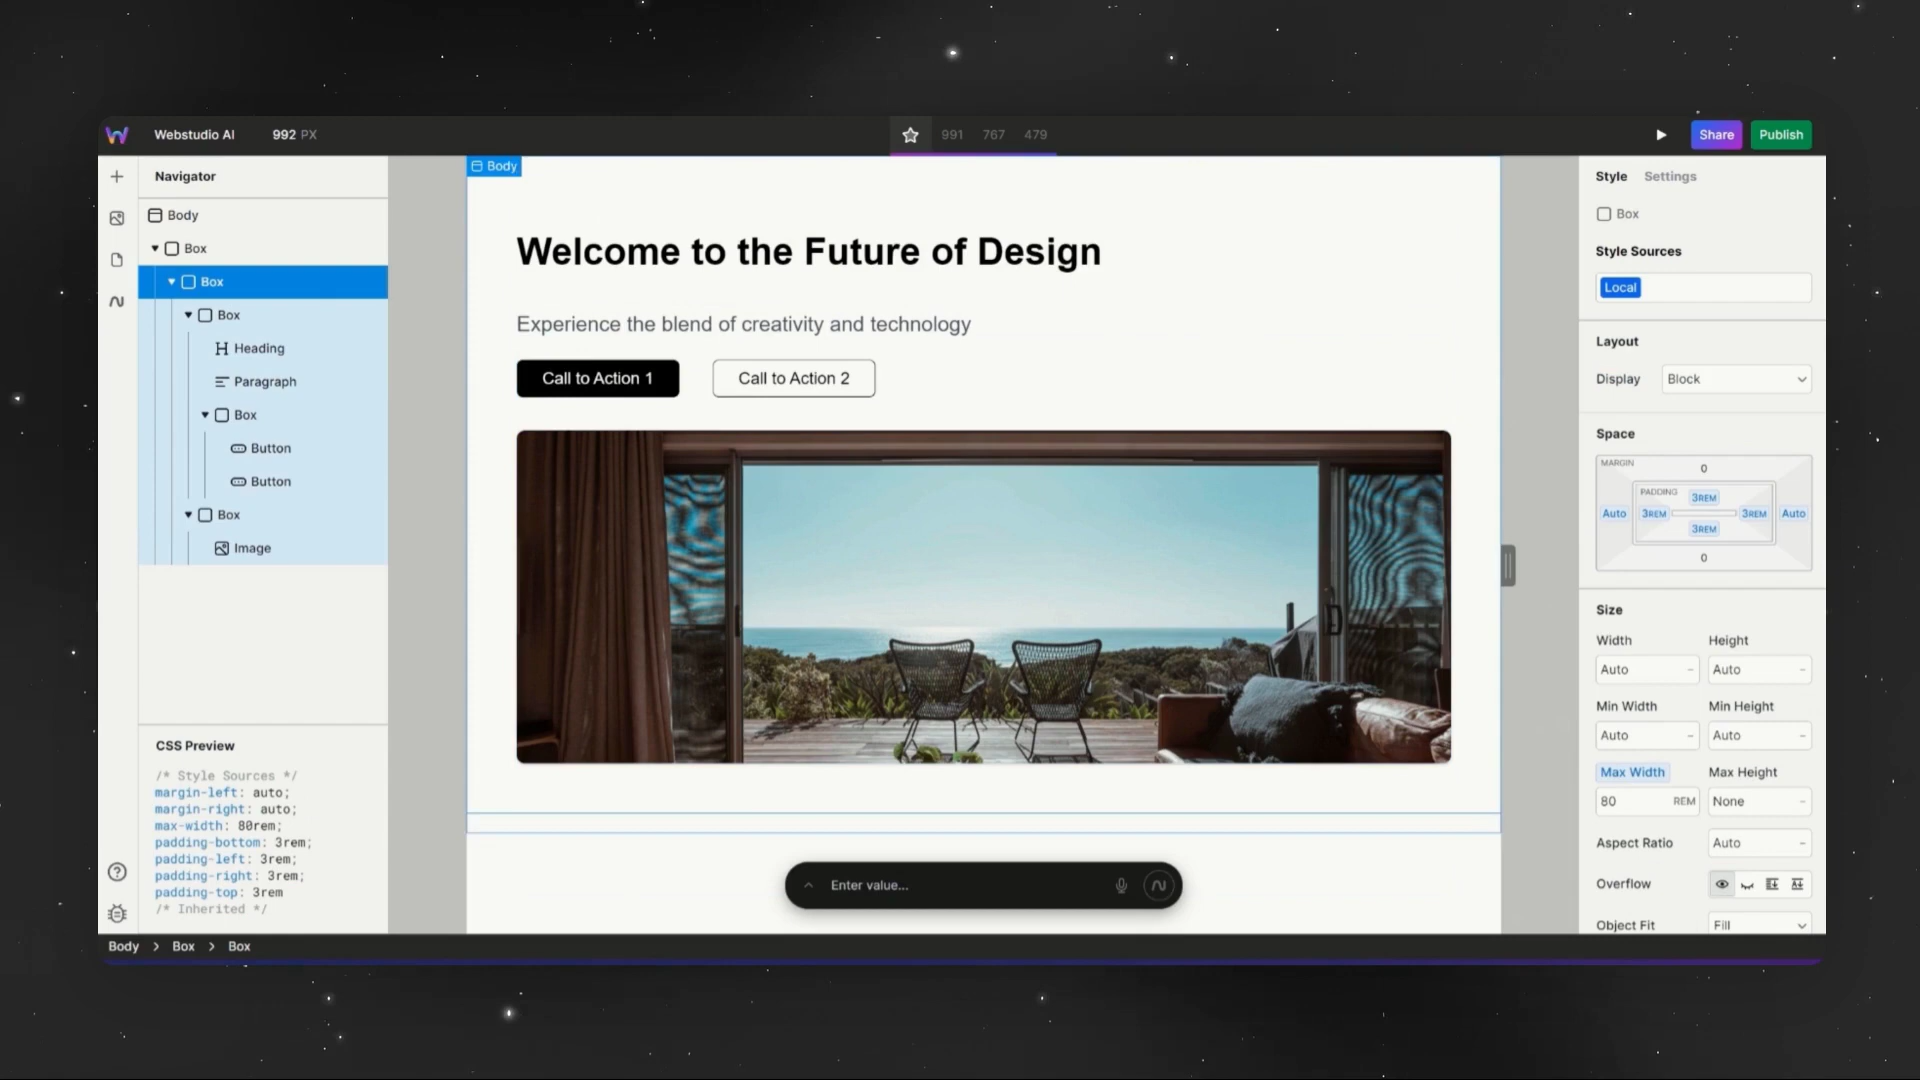 Webstudio AI
992 PX
991 767 479
Share
Publish
Navigator
Body
Box
Box
Box
Heading
Paragraph
Box
Button
Button
Box
Image
CSS Preview
/* Style Sources */
margin-left: auto;
margin-right: auto;
max-width: 80rem;
padding-bottom: 3rem;
padding-left: 3rem;
padding-right: 3rem;
padding-top: 3rem
/* Inherited */
Body
Welcome to the Future of Design
Experience the blend of creativity and technology
Call to Action 1
Call to Action 2
Enter value...
Style Settings
Box
Style Sources
Local
Layout
Display Block
Space
MARGIN
0
PADDING
3REM
Auto 3REM 3REM Auto
3REM
0
Size
Width Height
Auto Auto
Min Width Min Height
Auto Auto
Max Width Max Height
80 REM None
Aspect Ratio Auto
Overflow
Object Fit Fill
Body > Box > Box